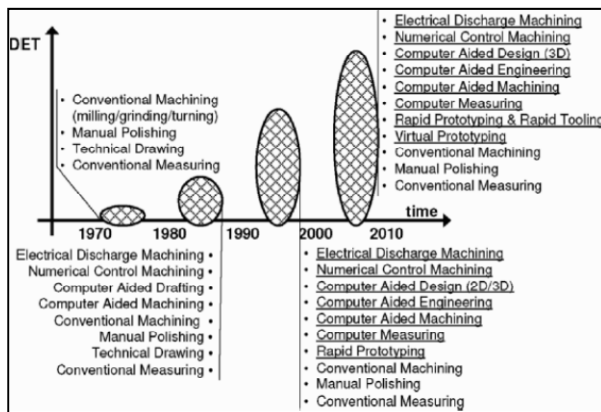 DET
• Conventional Machining
(milling/grinding/turning)
• Manual Polishing
• Technical Drawing
• Conventional Measuring
• Electrical Discharge Machining
• Numerical Control Machining
• Computer Aided Design (3D)
• Computer Aided Engineering
• Computer Aided Machining
• Computer Measuring
• Rapid Prototyping & Rapid Tooling
• Virtual Prototyping
• Conventional Machining
• Manual Polishing
• Conventional Measuring
time
1970 1980 1990 2000 2010
Electrical Discharge Machining •
Numerical Control Machining •
Computer Aided Drafting •
Computer Aided Machining •
Conventional Machining •
Manual Polishing •
Technical Drawing •
Conventional Measuring •
• Electrical Discharge Machining
• Numerical Control Machining
• Computer Aided Design (2D/3D)
• Computer Aided Engineering
• Computer Aided Machining
• Computer Measuring
• Rapid Prototyping
• Conventional Machining
• Manual Polishing
• Conventional Measuring